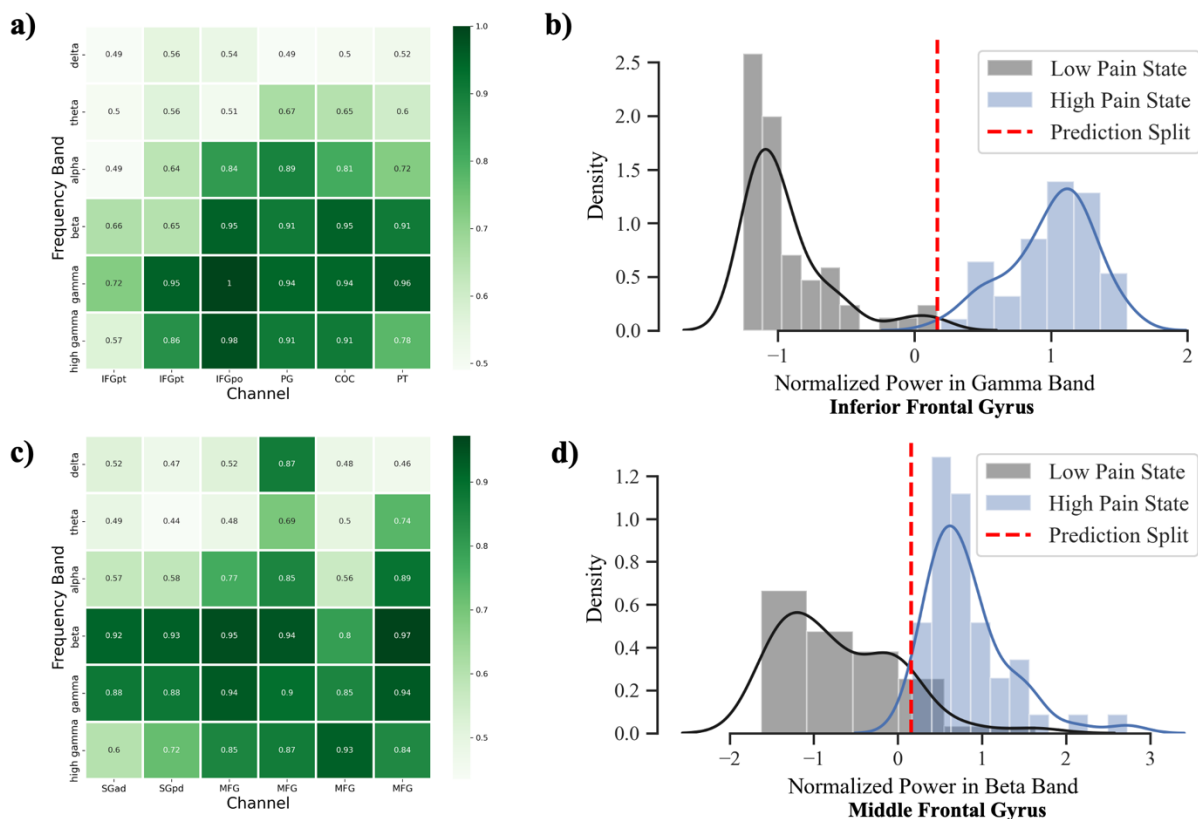 a)
Frequency Band
delta
0.49 0.56 0.54 0.49 0.5 0.52
theta
0.5 0.56 0.51 0.67 0.65 0.6
alpha
0.49 0.64 0.84 0.89 0.81 0.72
beta
0.66 0.65 0.95 0.91 0.95 0.91
gamma
0.72 0.95 1 0.94 0.94 0.96
high gamma
0.57 0.86 0.98 0.91 0.91 0.78
IFGpt IFGpt IFGpo PG COC PT
Channel
1.0
0.9
0.8
0.7
0.6
0.5
b)
Density
2.5
2.0
1.5
1.0
0.5
0.0
Low Pain State
High Pain State
Prediction Split
−1 0 1 2
Normalized Power in Gamma Band
Inferior Frontal Gyrus
c)
Frequency Band
delta
0.52 0.47 0.52 0.87 0.48 0.46
theta
0.49 0.44 0.48 0.69 0.5 0.74
alpha
0.57 0.58 0.77 0.85 0.56 0.89
beta
0.92 0.93 0.95 0.94 0.8 0.97
gamma
0.88 0.88 0.94 0.9 0.85 0.94
high gamma
0.6 0.72 0.85 0.87 0.93 0.84
SGad SGpd MFG MFG MFG MFG
Channel
0.9
0.8
0.7
0.6
0.5
d)
Density
1.2
1.0
0.8
0.6
0.4
0.2
0.0
Low Pain State
High Pain State
Prediction Split
−2 −1 0 1 2 3
Normalized Power in Beta Band
Middle Frontal Gyrus